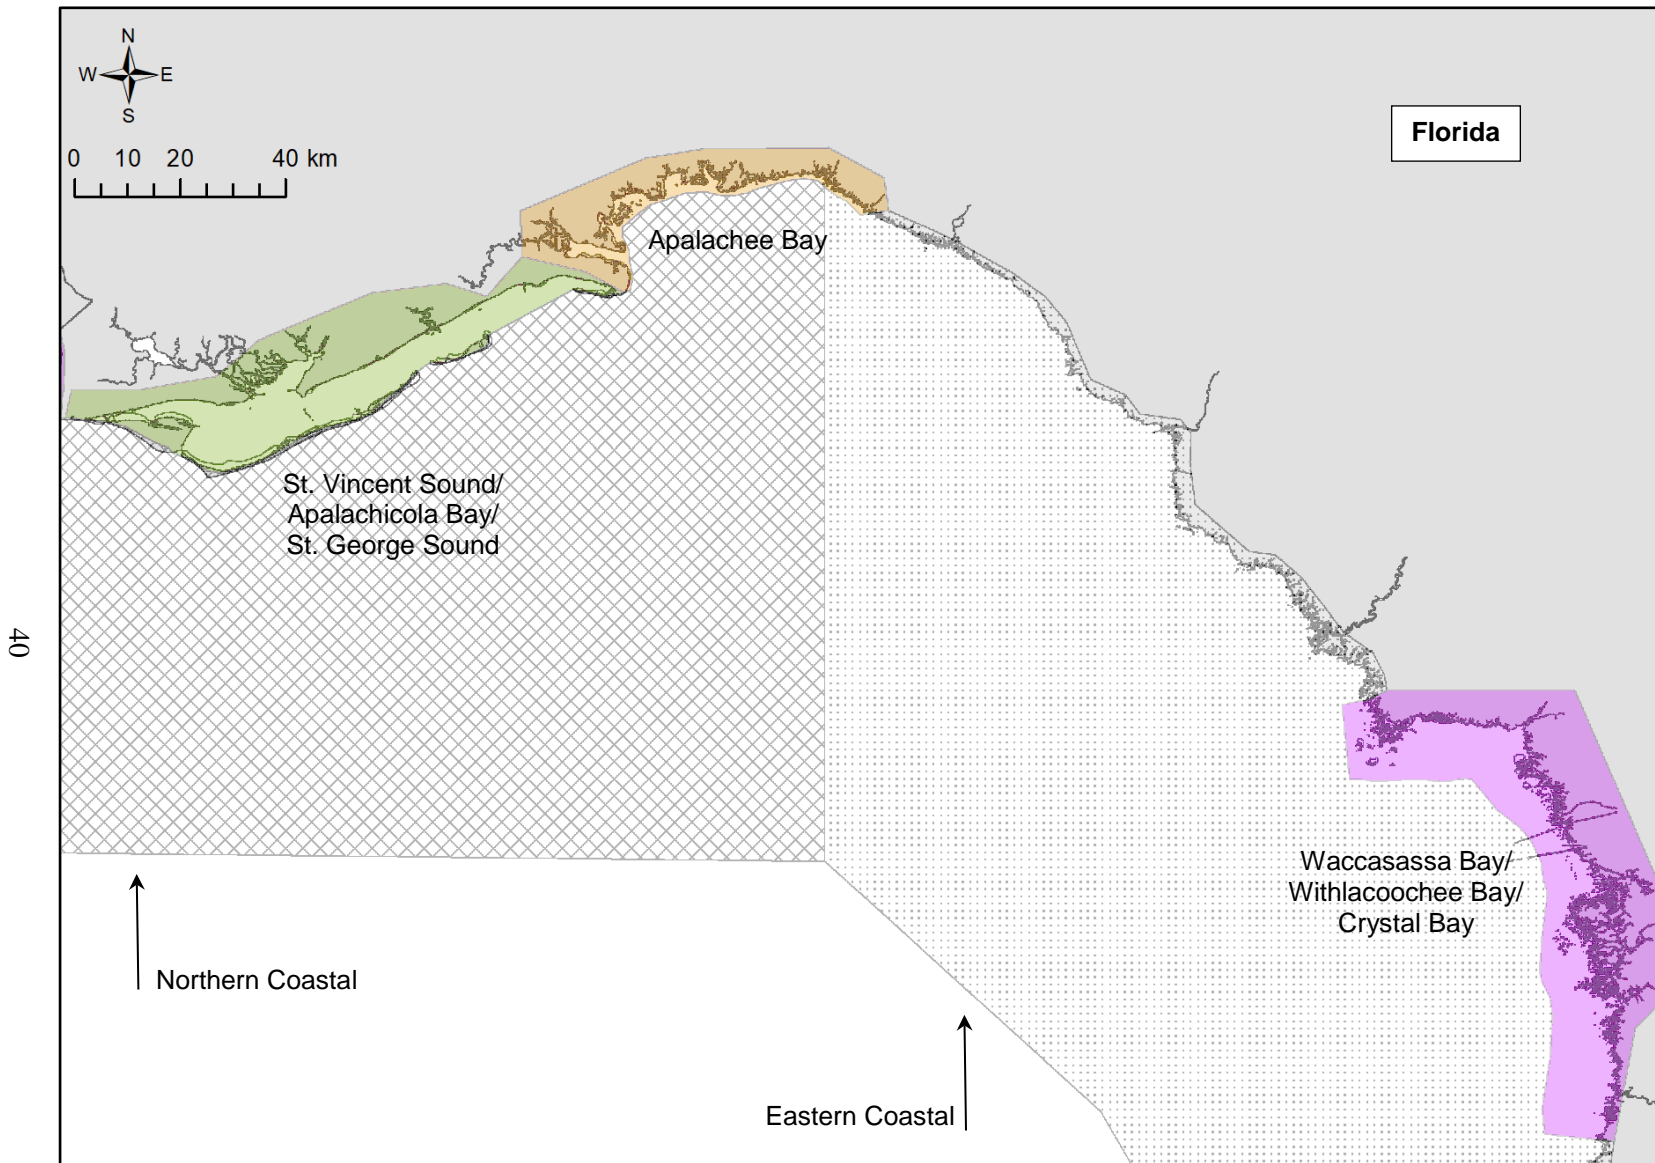 N
W E
S
0 10 20 40 km
Florida
Apalachee Bay
St. Vincent Sound/
Apalachicola Bay/
St. George Sound
40
Waccasassa Bay/
Withlacoochee Bay/
Crystal Bay
Northern Coastal
Eastern Coastal